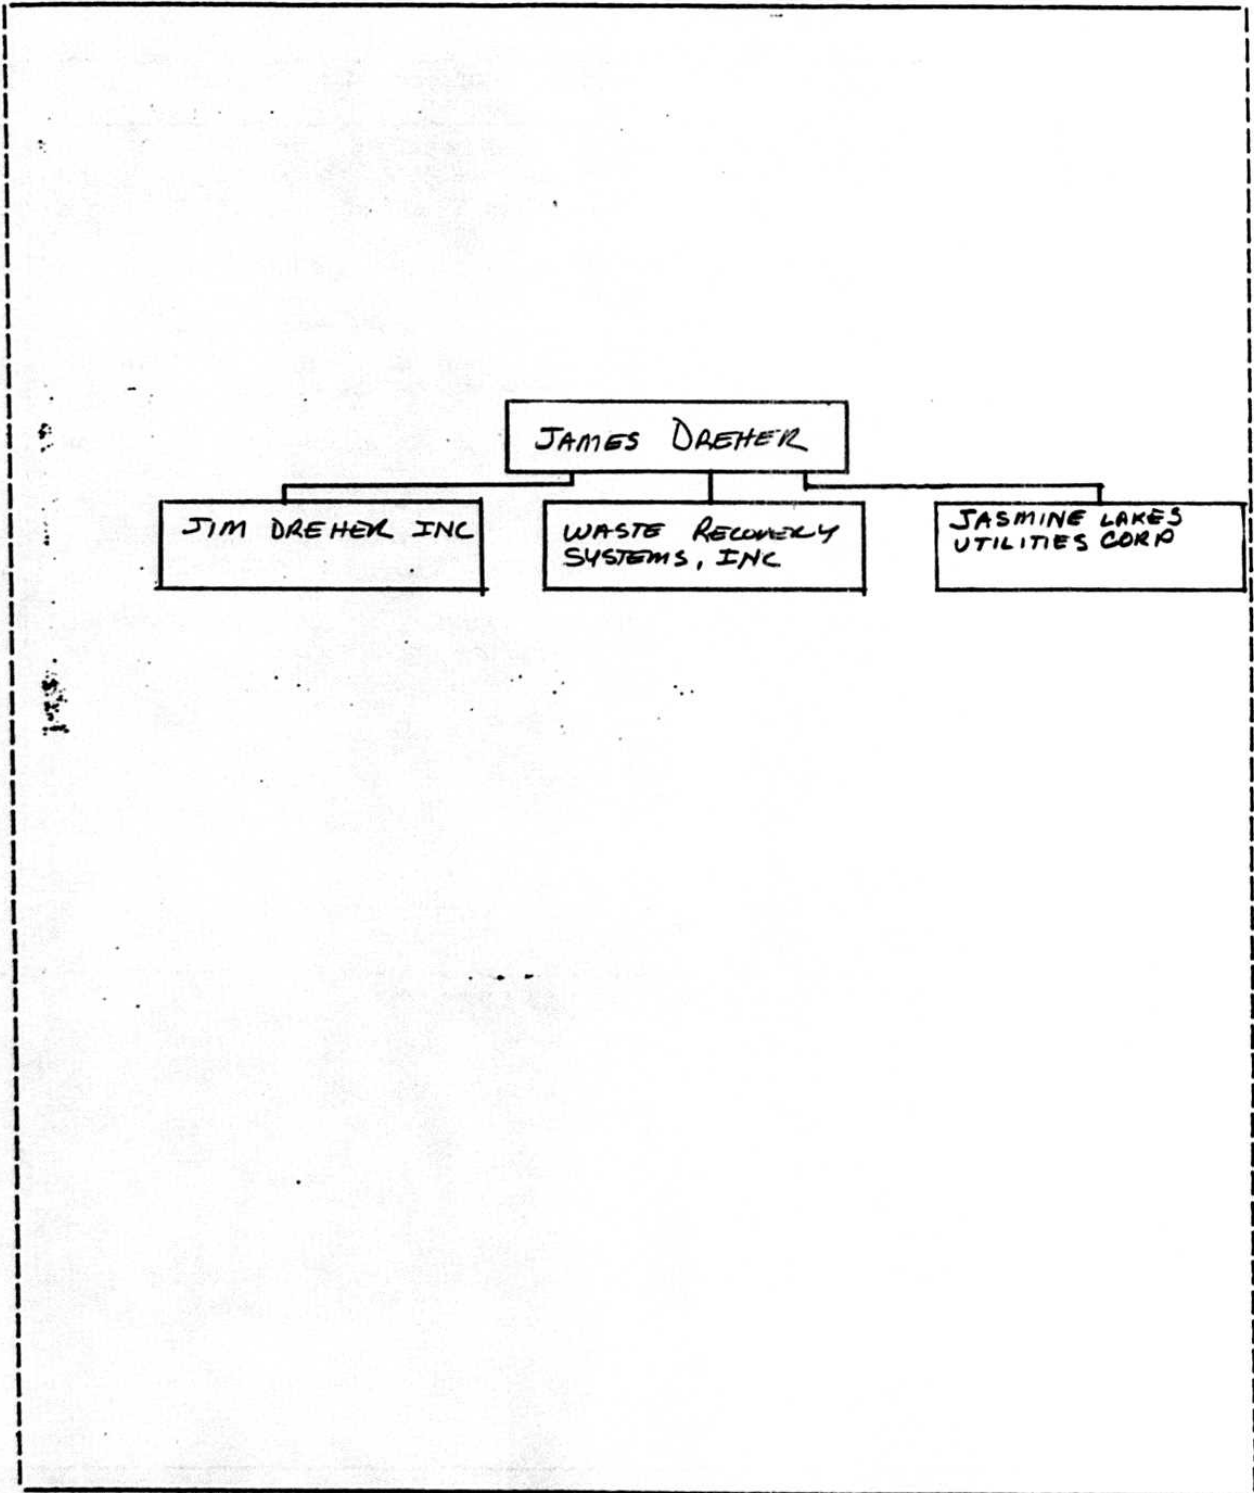 JAMES DREHER
JIM DREHER INC
WASTE RECOVERY
SYSTEMS, INC
JASMINE LAKES
UTILITIES CORP